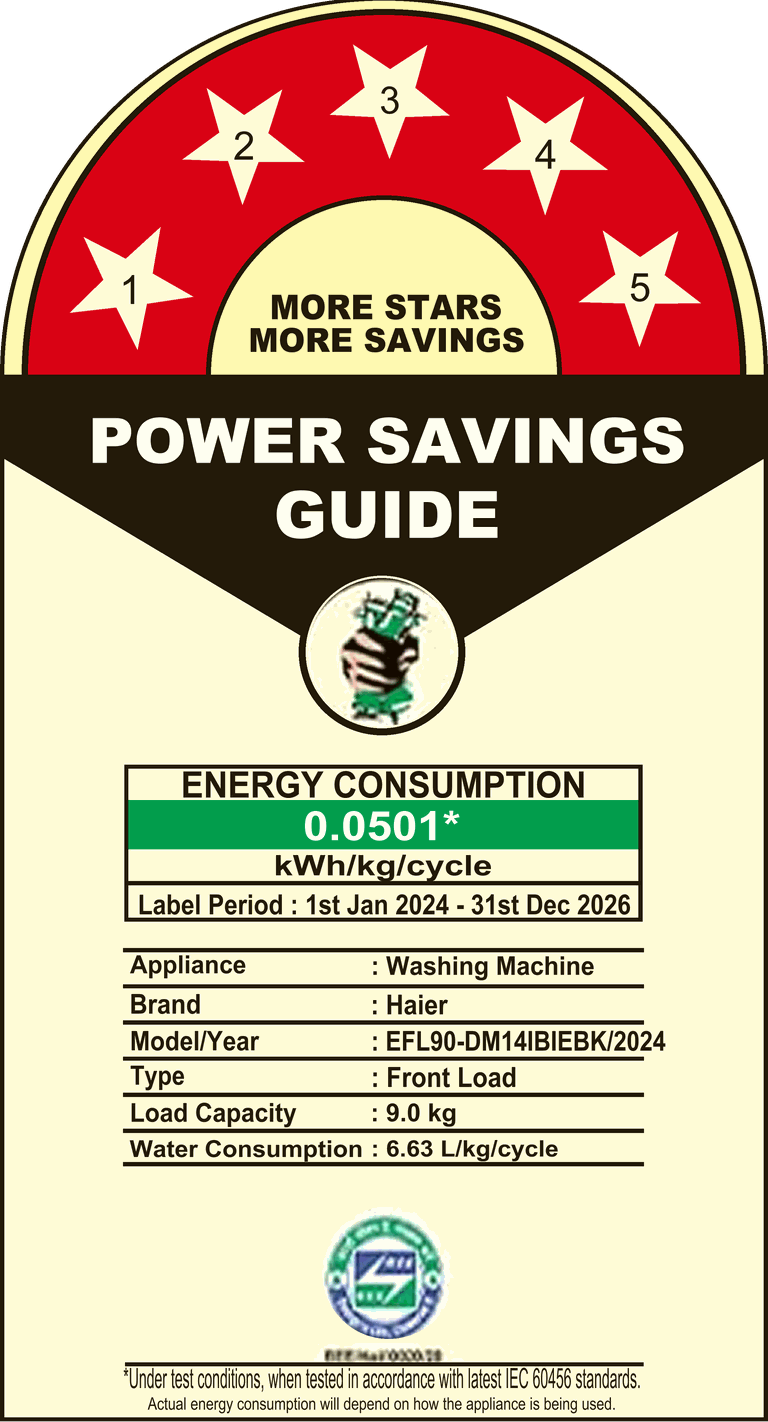 1
2
3
4
5
MORE STARS
MORE SAVINGS
POWER SAVINGS
GUIDE
ENERGY CONSUMPTION
0.0501*
kWh/kg/cycle
Label Period : 1st Jan 2024 - 31st Dec 2026
Appliance : Washing Machine
Brand : Haier
Model/Year : EFL90-DM14IBIEBK/2024
Type : Front Load
Load Capacity : 9.0 kg
Water Consumption : 6.63 L/kg/cycle
*Under test conditions, when tested in accordance with latest IEC 60456 standards.
Actual energy consumption will depend on how the appliance is being used.